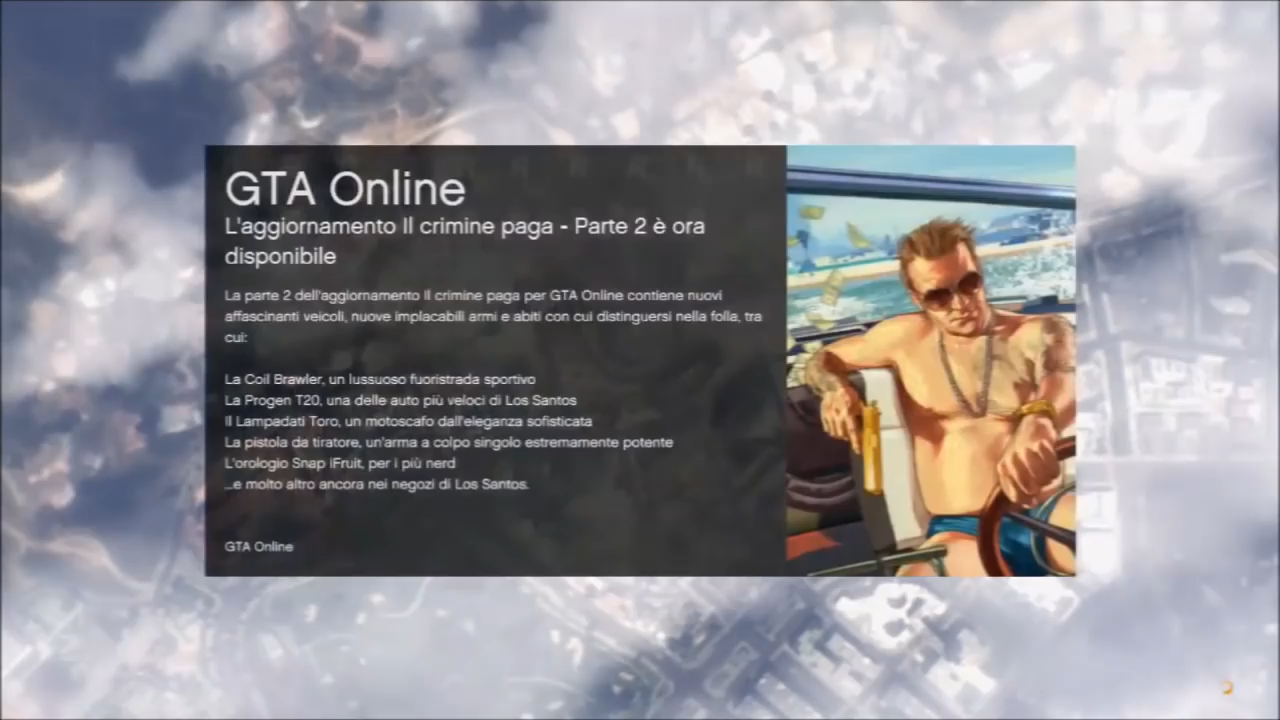 GTA Online
L'aggiornamento Il crimine paga - Parte 2 è ora
disponibile
La parte 2 dell'aggiornamento Il crimine paga per GTA Online contiene nuovi
affascinanti veicoli, nuove implacabili armi e abiti con cui distinguersi nella folla, tra
cui:
La Coil Brawler, un lussuoso fuoristrada sportivo
La Progen T20, una delle auto più veloci di Los Santos
Il Lampadati Toro, un motoscafo dall'eleganza sofisticata
La pistola da tiratore, un'arma a colpo singolo estremamente potente
L'orologio Snap iFruit, per i più nerd
...e molto altro ancora nei negozi di Los Santos.
GTA Online